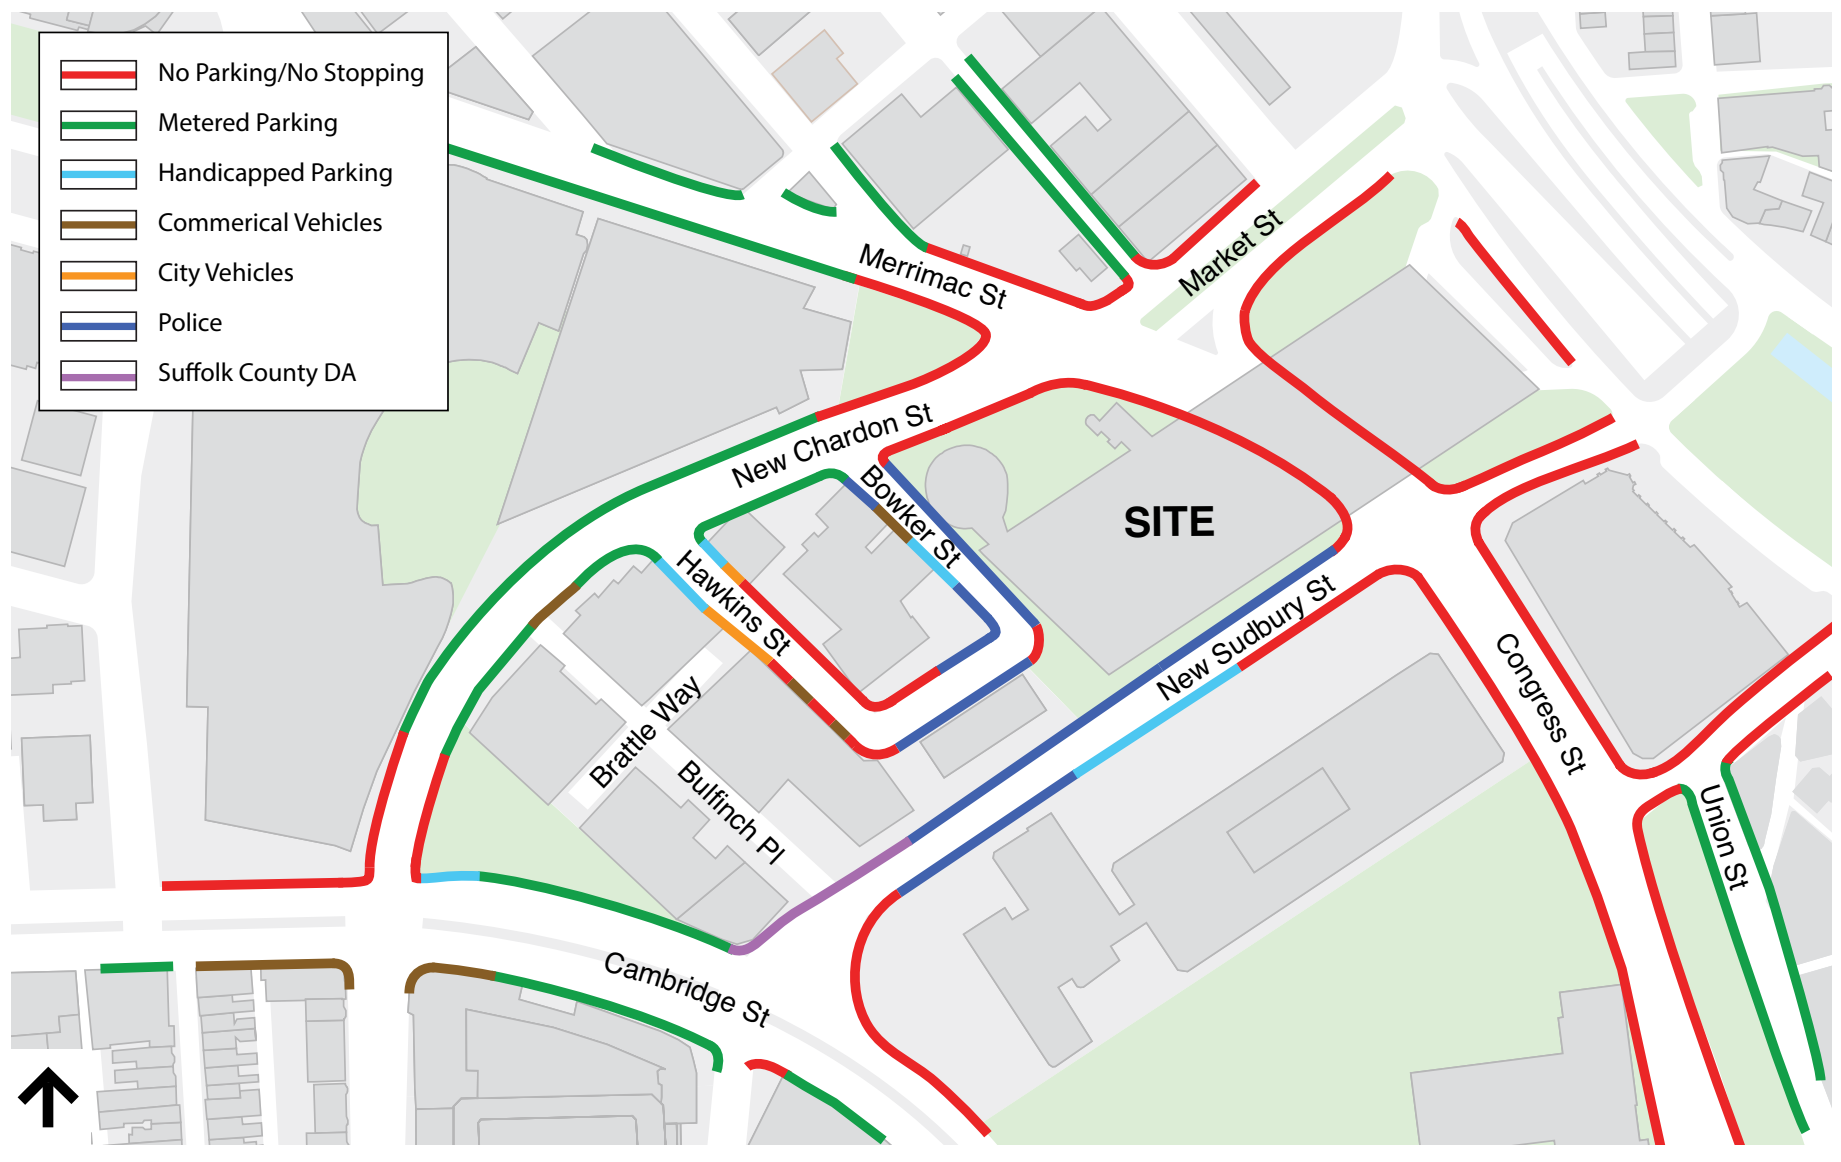 No Parking/No Stopping
Metered Parking
Handicapped Parking
Commerical Vehicles
City Vehicles
Police
Suffolk County DA
Merrimac St
Market St
New Chardon St
Bowker St
SITE
Hawkins St
New Sudbury St
Congress St
Brattle Way
Bulfinch Pl
Union St
Cambridge St